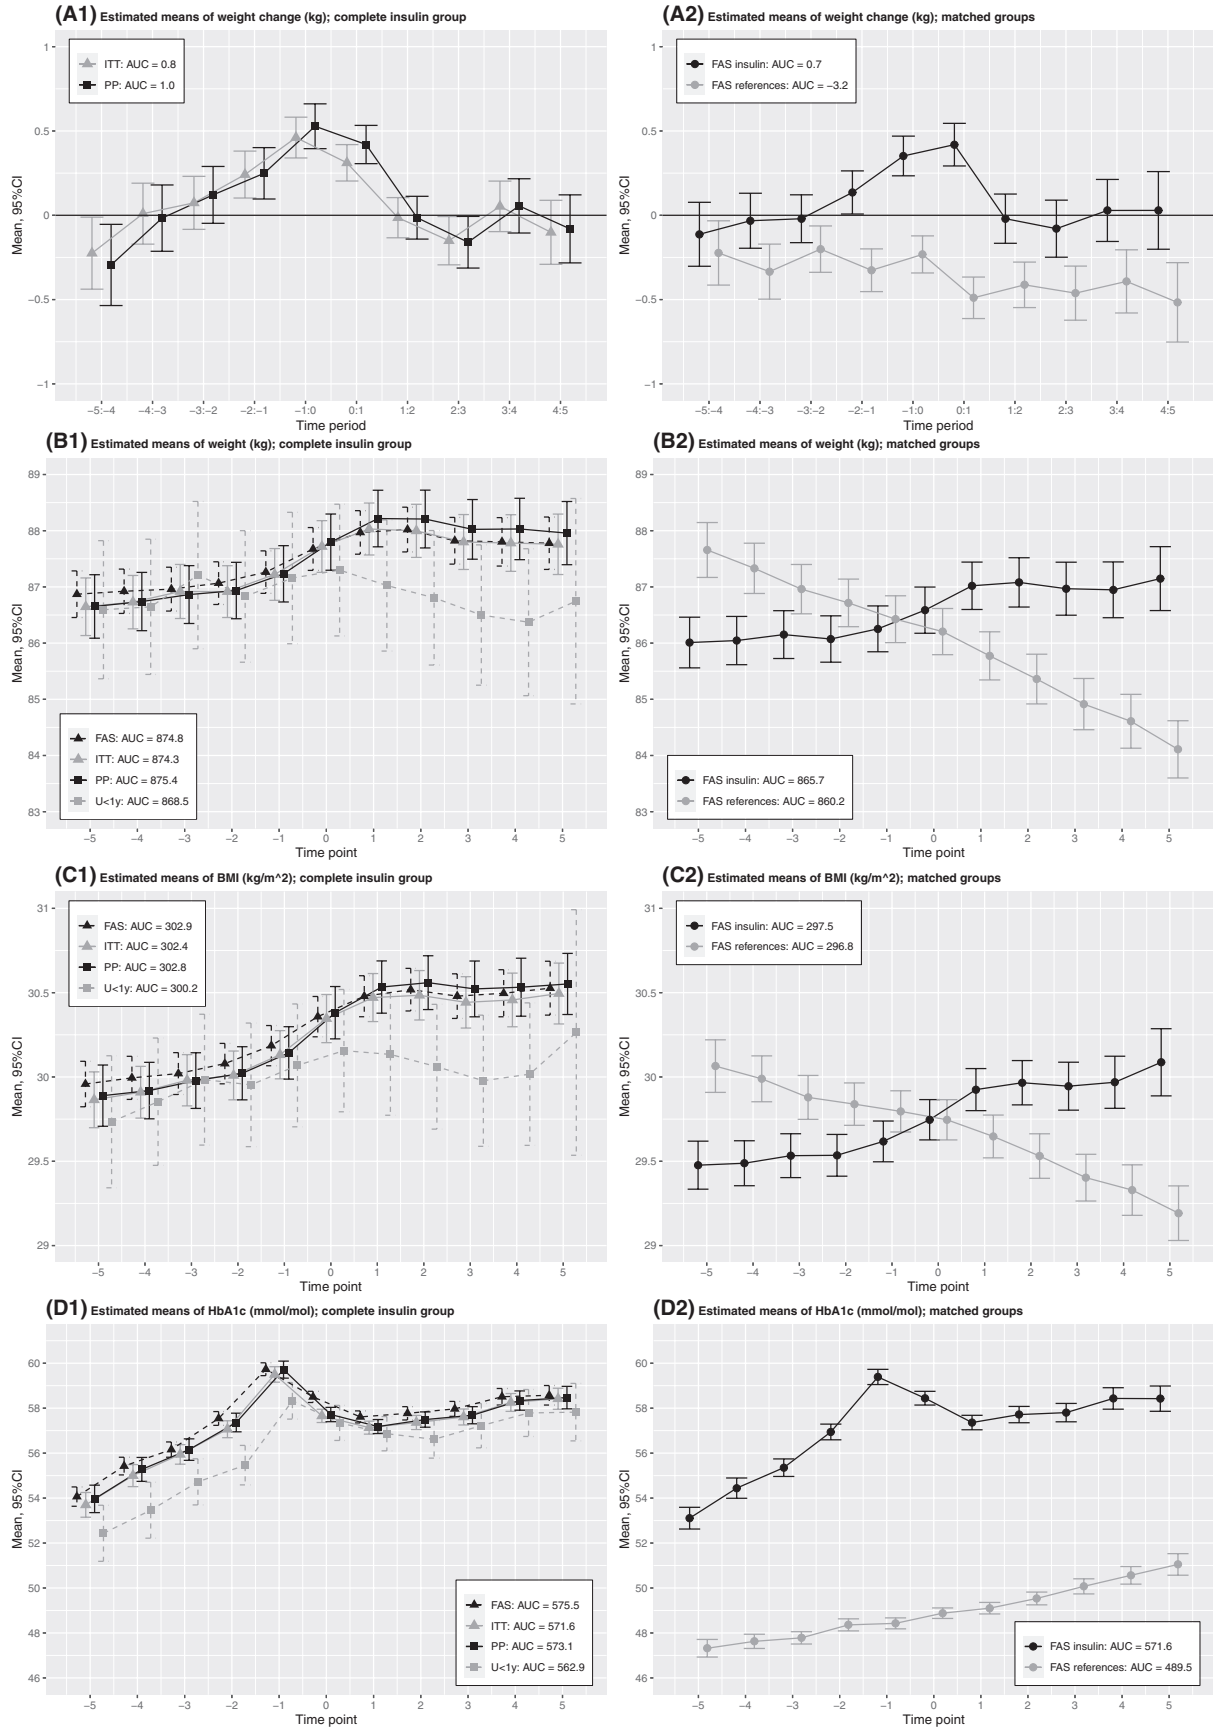 (A1) Estimated means of weight change (kg); complete insulin group
1
0.5
0
−0.5
−1
Mean, 95%CI
ITT: AUC = 0.8
PP: AUC = 1.0
−5:−4 −4:−3 −3:−2 −2:−1 −1:0 0:1 1:2 2:3 3:4 4:5
Time period
(A2) Estimated means of weight change (kg); matched groups
1
0.5
0
−0.5
−1
Mean, 95%CI
FAS insulin: AUC = 0.7
FAS references: AUC = −3.2
−5:−4 −4:−3 −3:−2 −2:−1 −1:0 0:1 1:2 2:3 3:4 4:5
Time period
(B1) Estimated means of weight (kg); complete insulin group
89
88
87
86
85
84
83
Mean, 95%CI
FAS: AUC = 874.8
ITT: AUC = 874.3
PP: AUC = 875.4
U<1y: AUC = 868.5
−5 −4 −3 −2 −1 0 1 2 3 4 5
Time point
(B2) Estimated means of weight (kg); matched groups
89
88
87
86
85
84
83
Mean, 95%CI
FAS insulin: AUC = 865.7
FAS references: AUC = 860.2
−5 −4 −3 −2 −1 0 1 2 3 4 5
Time point
(C1) Estimated means of BMI (kg/m^2); complete insulin group
31
30.5
30
29.5
29
Mean, 95%CI
FAS: AUC = 302.9
ITT: AUC = 302.4
PP: AUC = 302.8
U<1y: AUC = 300.2
−5 −4 −3 −2 −1 0 1 2 3 4 5
Time point
(C2) Estimated means of BMI (kg/m^2); matched groups
31
30.5
30
29.5
29
Mean, 95%CI
FAS insulin: AUC = 297.5
FAS references: AUC = 296.8
−5 −4 −3 −2 −1 0 1 2 3 4 5
Time point
(D1) Estimated means of HbA1c (mmol/mol); complete insulin group
60
58
56
54
52
50
48
46
Mean, 95%CI
FAS: AUC = 575.5
ITT: AUC = 571.6
PP: AUC = 573.1
U<1y: AUC = 562.9
−5 −4 −3 −2 −1 0 1 2 3 4 5
Time point
(D2) Estimated means of HbA1c (mmol/mol); matched groups
60
58
56
54
52
50
48
46
Mean, 95%CI
FAS insulin: AUC = 571.6
FAS references: AUC = 489.5
−5 −4 −3 −2 −1 0 1 2 3 4 5
Time point